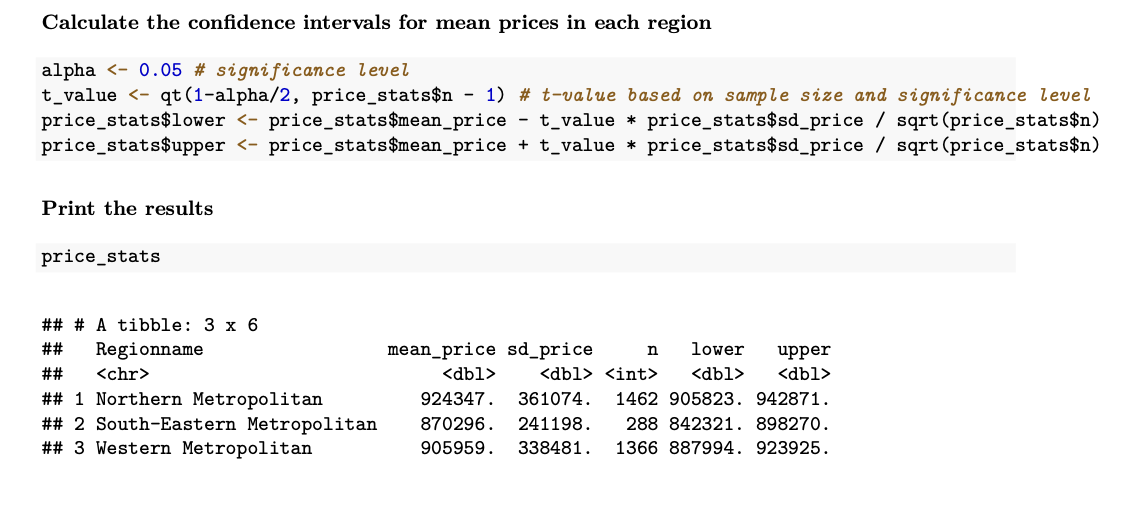 Calculate the confidence intervals for mean prices in each region
alpha <- 0.05 # significance level
t_value <- qt(1-alpha/2, price_stats$n - 1) # t-value based on sample size and significance level
price_stats$lower <- price_stats$mean_price - t_value * price_stats$sd_price / sqrt(price_stats$n)
price_stats$upper <- price_stats$mean_price + t_value * price_stats$sd_price / sqrt(price_stats$n)
Print the results
price_stats
## # A tibble: 3 x 6
##   Regionname                 mean_price sd_price     n   lower   upper
##   <chr>                           <dbl>    <dbl> <int>   <dbl>   <dbl>
## 1 Northern Metropolitan         924347.  361074.  1462 905823. 942871.
## 2 South-Eastern Metropolitan    870296.  241198.   288 842321. 898270.
## 3 Western Metropolitan          905959.  338481.  1366 887994. 923925.